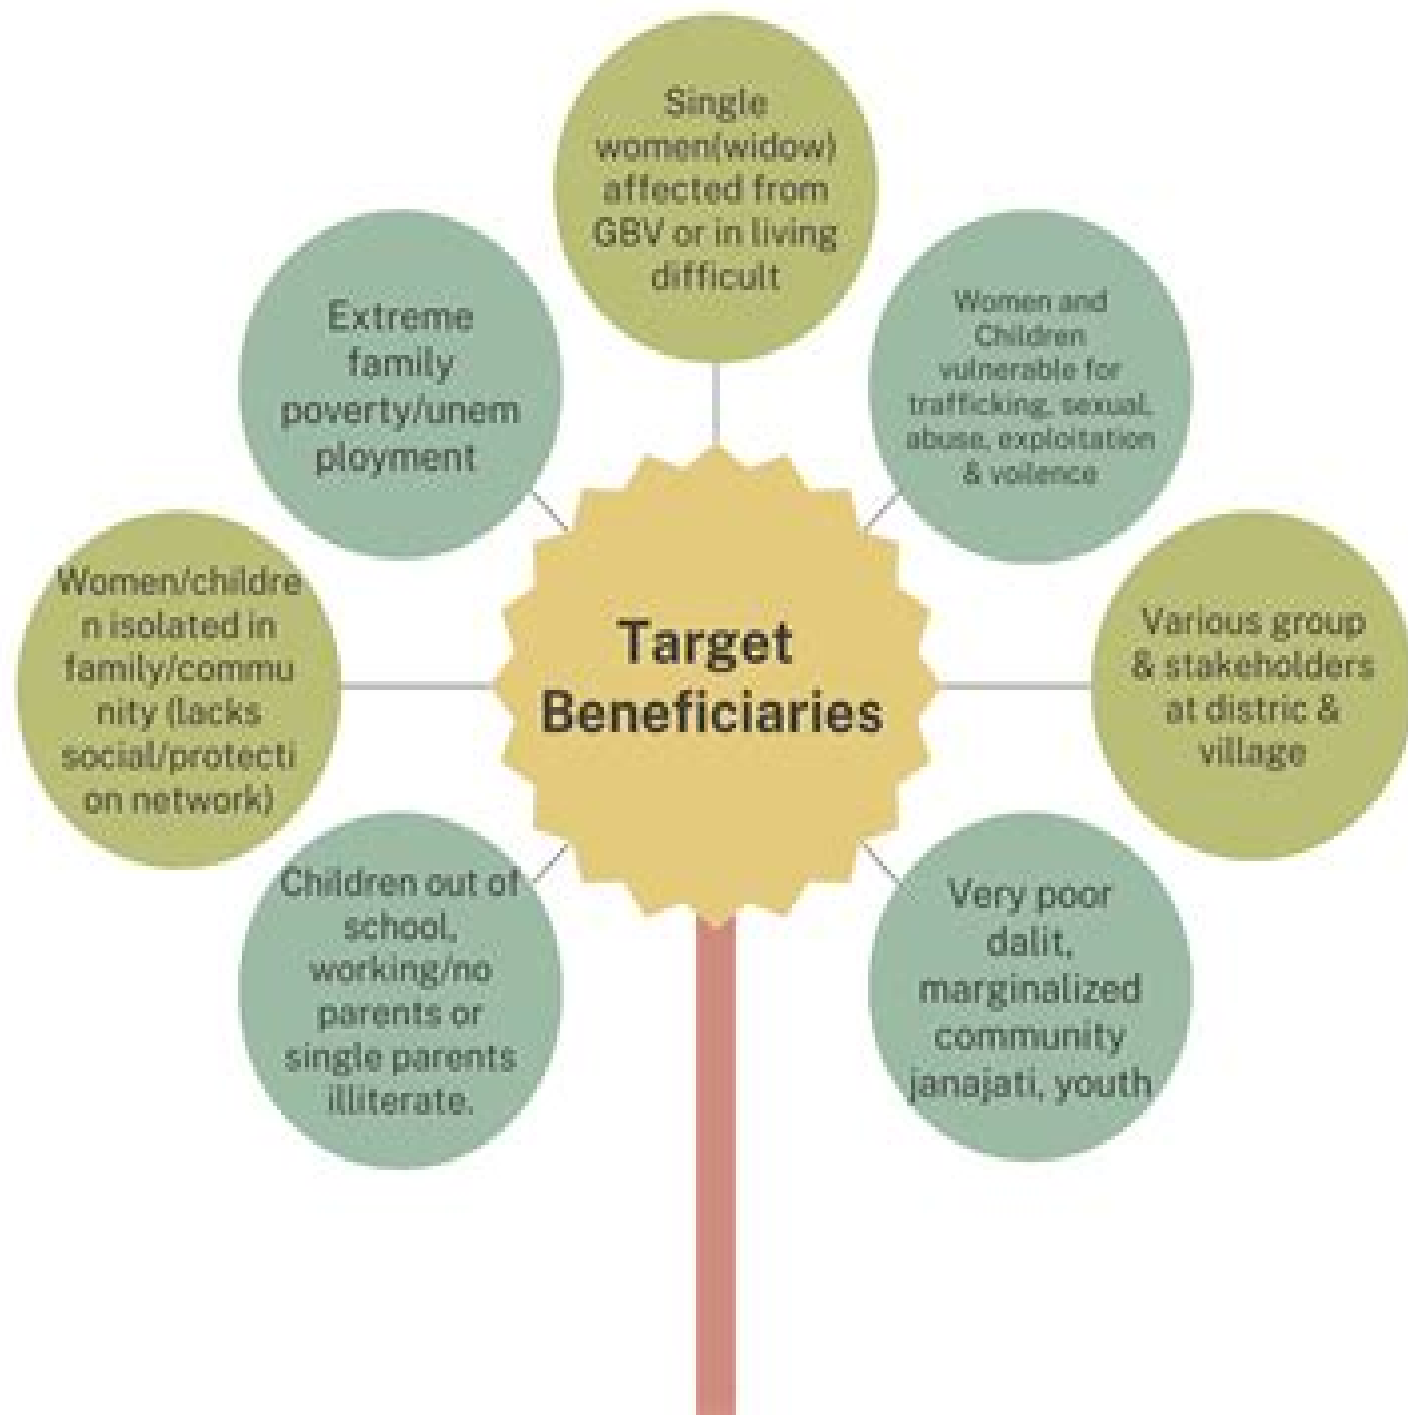 Single
women(widow)
affected from
GBV or in living
difficult
Extreme
family
poverty/unem
ployment
Women and
Children
vulnerable for
trafficking, sexual,
abuse, exploitation
& voilence
Women/childre
n isolated in
family/commu
nity (lacks
social/protecti
on network)
Target
Beneficiaries
Various group
& stakeholders
at distric &
village
Children out of
school,
working/no
parents or
single parents
illiterate.
Very poor
dalit,
marginalized
community
janajati, youth